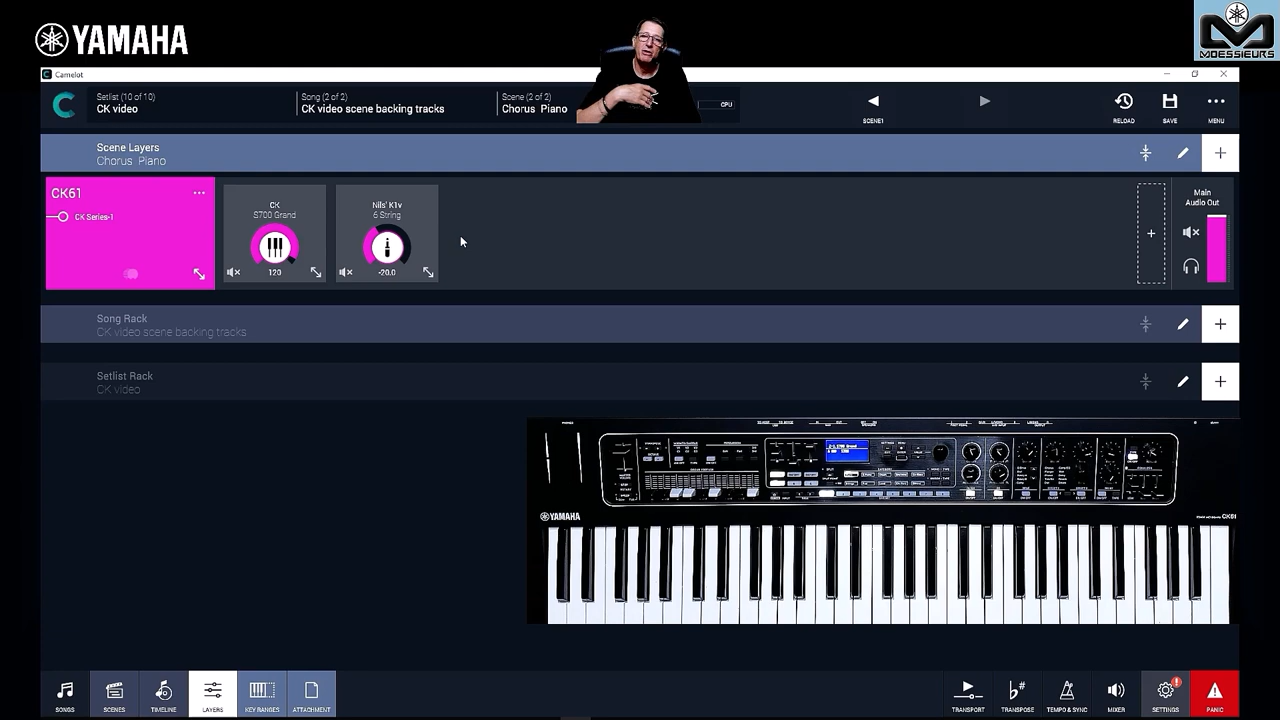 YAMAHA
MOESSIEURS
Camelot
Setlist (10 of 10)
CK video
Song (2 of 2)
CK video scene backing tracks
Scene (2 of 2)
Chorus Piano
CPU
SCENE1
RELOAD
SAVE
MENU
Scene Layers
Chorus Piano
CK61
CK Series-1
CK
S700 Grand
120
Nils' K1v
6 String
-20.0
Main
Audio Out
Song Rack
CK video scene backing tracks
Setlist Rack
CK video
YAMAHA
CK61
SONGS
SCENES
TIMELINE
LAYERS
KEY RANGES
ATTACHMENT
TRANSPORT
b#
TRANSPOSE
TEMPO & SYNC
MIXER
SETTINGS
PANIC